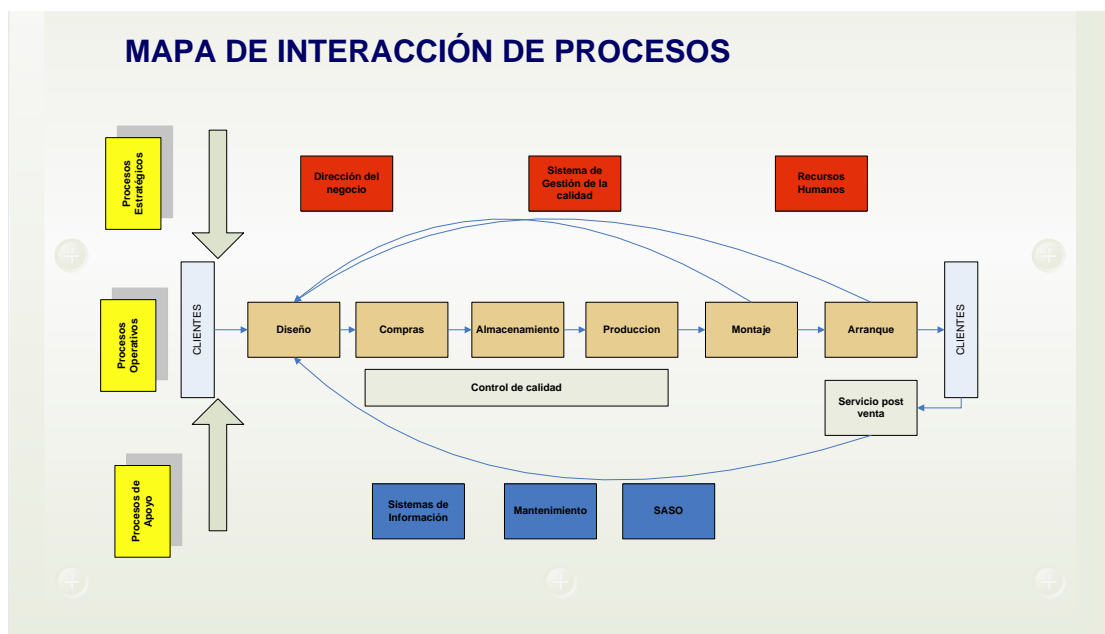 MAPA DE INTERACCIÓN DE PROCESOS
Procesos
Estratégicos
Dirección del
negocio
Sistema de
Gestión de la
calidad
Recursos
Humanos
Procesos
Operativos
CLIENTES
Diseño
Compras
Almacenamiento
Produccion
Montaje
Arranque
CLIENTES
Control de calidad
Servicio post
venta
Procesos de
Apoyo
Sistemas de
Información
Mantenimiento
SASO